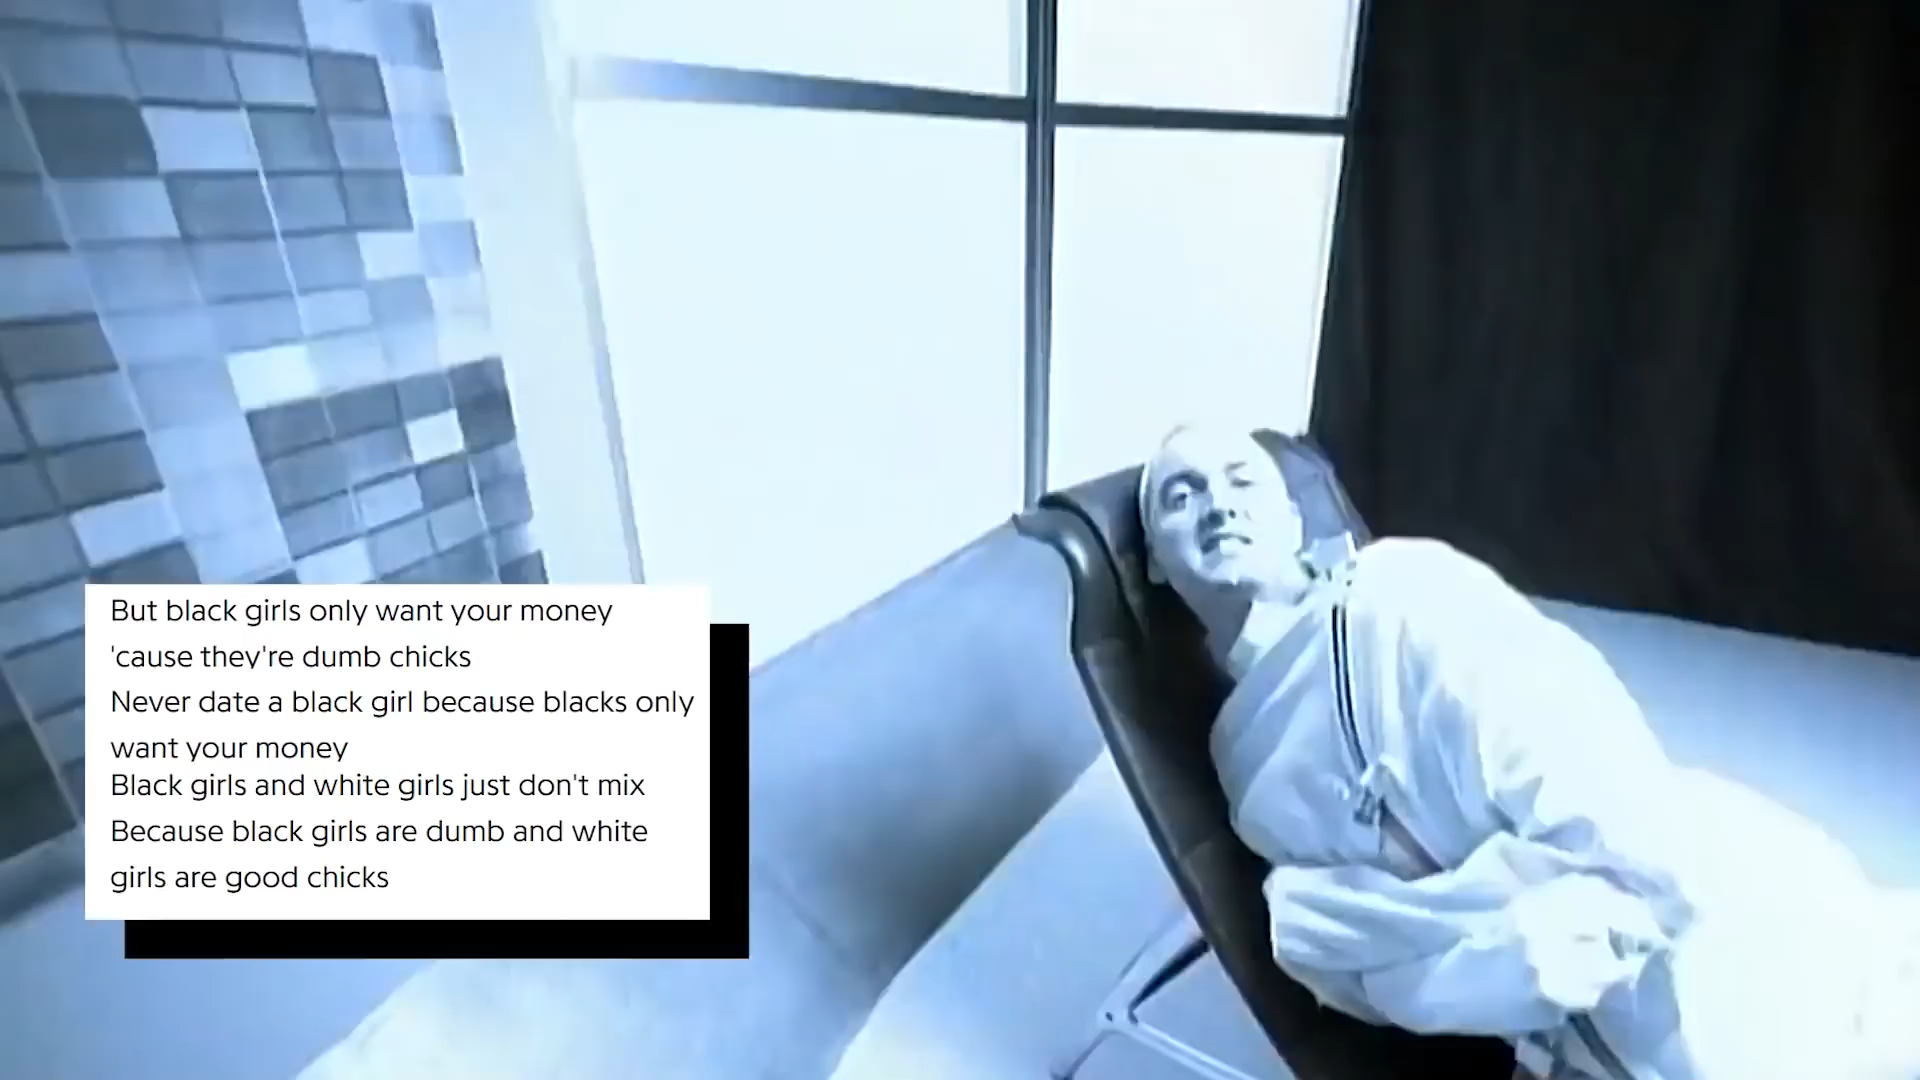 But black girls only want your money
'cause they're dumb chicks
Never date a black girl because blacks only
want your money
Black girls and white girls just don't mix
Because black girls are dumb and white
girls are good chicks